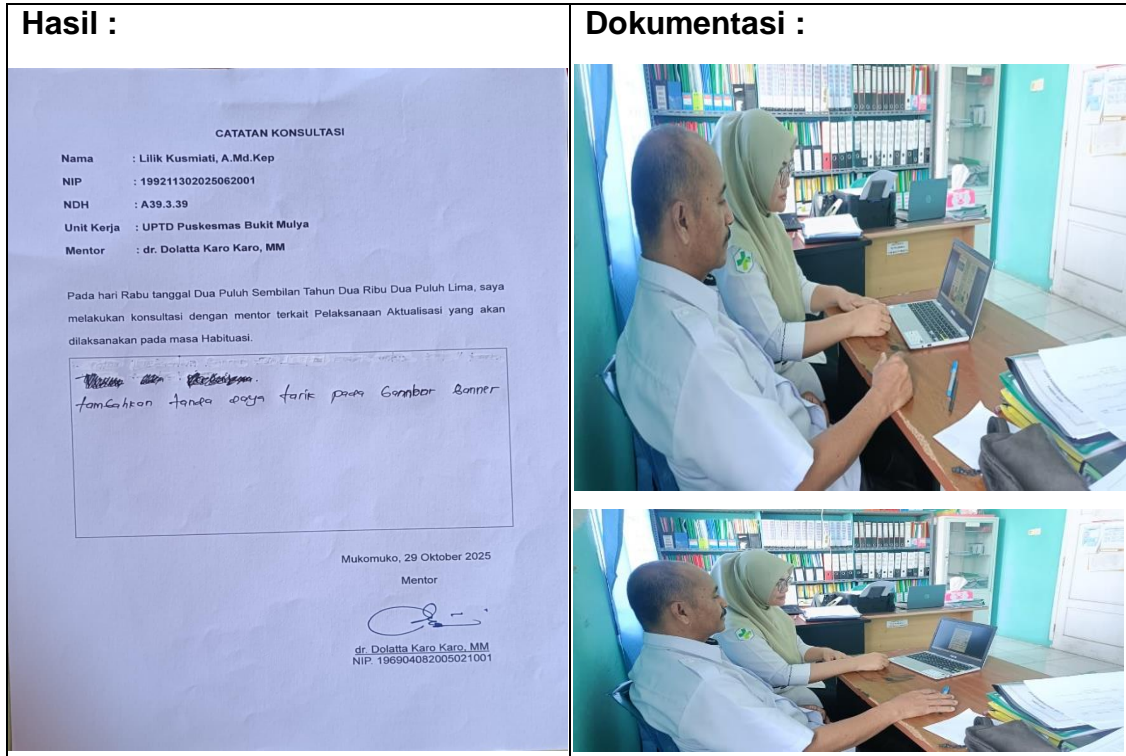 Hasil :
Dokumentasi :
CATATAN KONSULTASI
Nama : Lilik Kusmiati, A.Md.Kep
NIP : 199211302025062001
NDH : A39.3.39
Unit Kerja : UPTD Puskesmas Bukit Mulya
Mentor : dr. Dolatta Karo Karo, MM
Pada hari Rabu tanggal Dua Puluh Sembilan Tahun Dua Ribu Dua Puluh Lima, saya
melakukan konsultasi dengan mentor terkait Pelaksanaan Aktualisasi yang akan
dilaksanakan pada masa Habituasi.
tambahkan tanda daya tarik pada Gambar Banner
Mukomuko, 29 Oktober 2025
Mentor
dr. Dolatta Karo Karo, MM
NIP. 196904082005021001